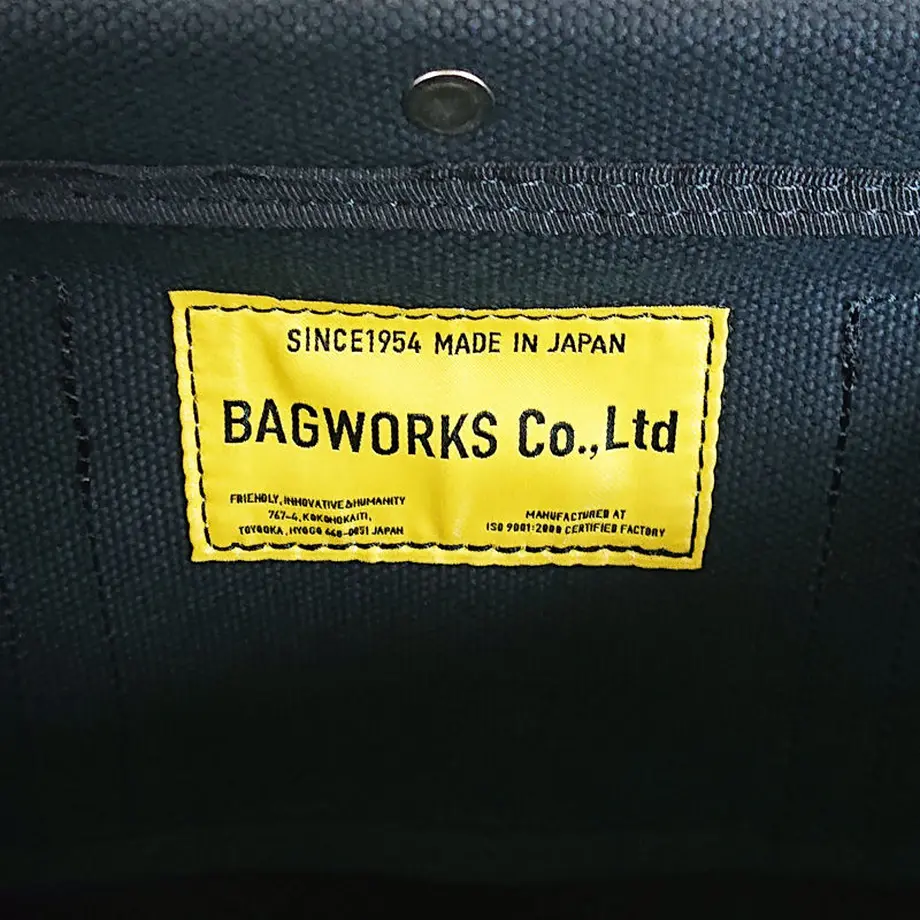 SINCE1954 MADE IN JAPAN
BAGWORKS Co.,Ltd
FRIENDLY, INNOVATIVE&HUMANITY
767-4, KOKONOKAITI,
TOYOOKA, HYOGO 668-0851 JAPAN
MANUFACTURED AT
ISO 9001:2000 CERTIFIED FACTORY